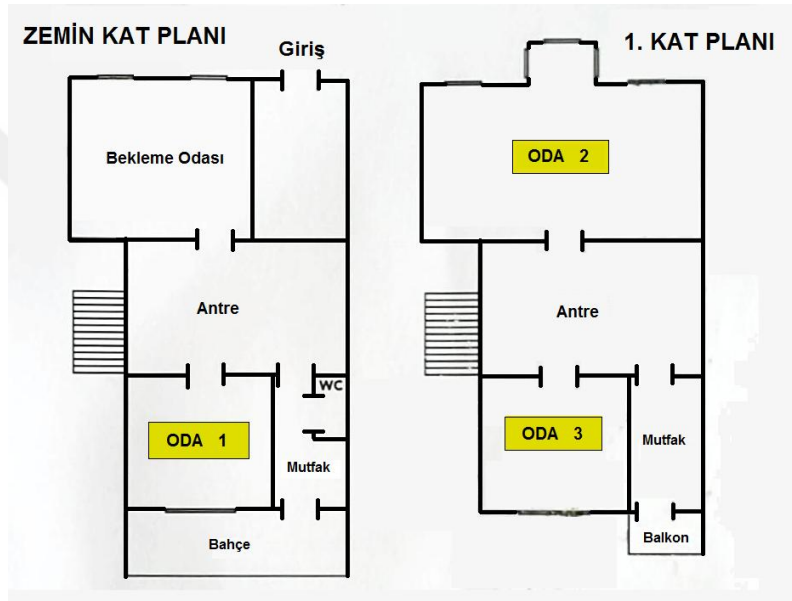 ZEMİN KAT PLANI
Giriş
Bekleme Odası
Antre
WC
ODA 1
Mutfak
Bahçe
1. KAT PLANI
ODA 2
Antre
ODA 3
Mutfak
Balkon